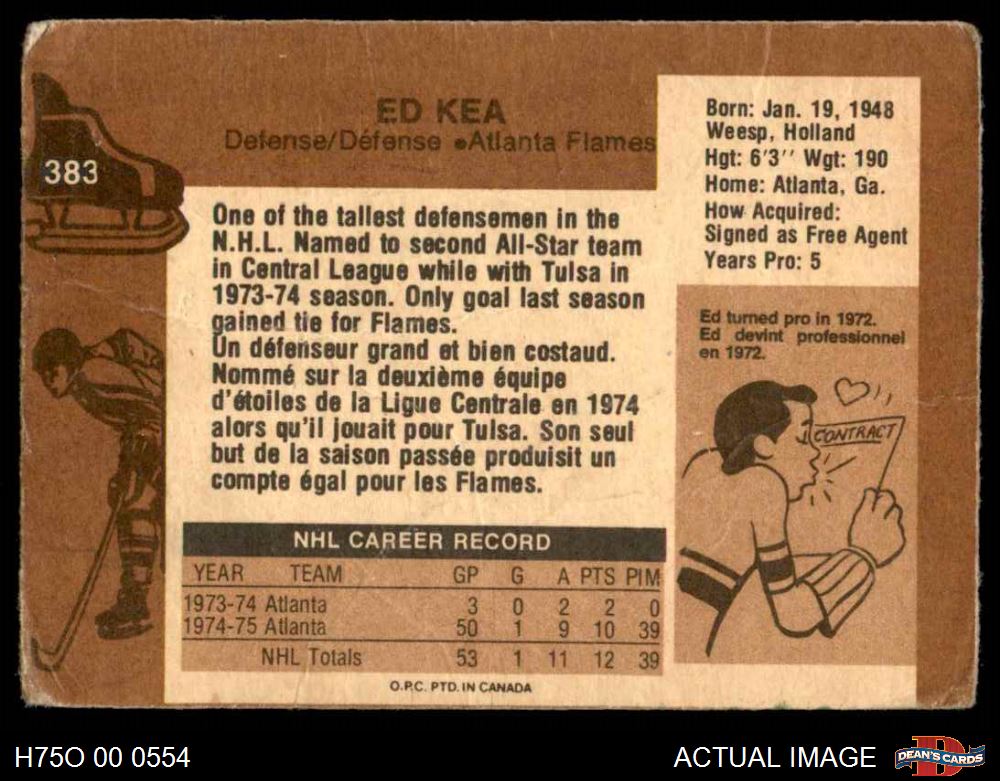 ED KEA
Defense/Défense •Atlanta Flames
383
Born: Jan. 19, 1948
Weesp, Holland
Hgt: 6'3'' Wgt: 190
Home: Atlanta, Ga.
How Acquired:
Signed as Free Agent
Years Pro: 5
One of the tallest defensemen in the
N.H.L. Named to second All-Star team
in Central League while with Tulsa in
1973-74 season. Only goal last season
gained tie for Flames.
Un défenseur grand et bien costaud.
Nommé sur la deuxième équipe
d'étoiles de la Ligue Centrale en 1974
alors qu'il jouait pour Tulsa. Son seul
but de la saison passée produisit un
compte égal pour les Flames.
Ed turned pro in 1972.
Ed devint professionnel
en 1972.
CONTRACT
NHL CAREER RECORD
YEAR TEAM GP G A PTS PIM
1973-74 Atlanta 3 0 2 2 0
1974-75 Atlanta 50 1 9 10 39
NHL Totals 53 1 11 12 39
O.P.C. PTD. IN CANADA
H75O 00 0554
ACTUAL IMAGE
DEAN'S CARDS